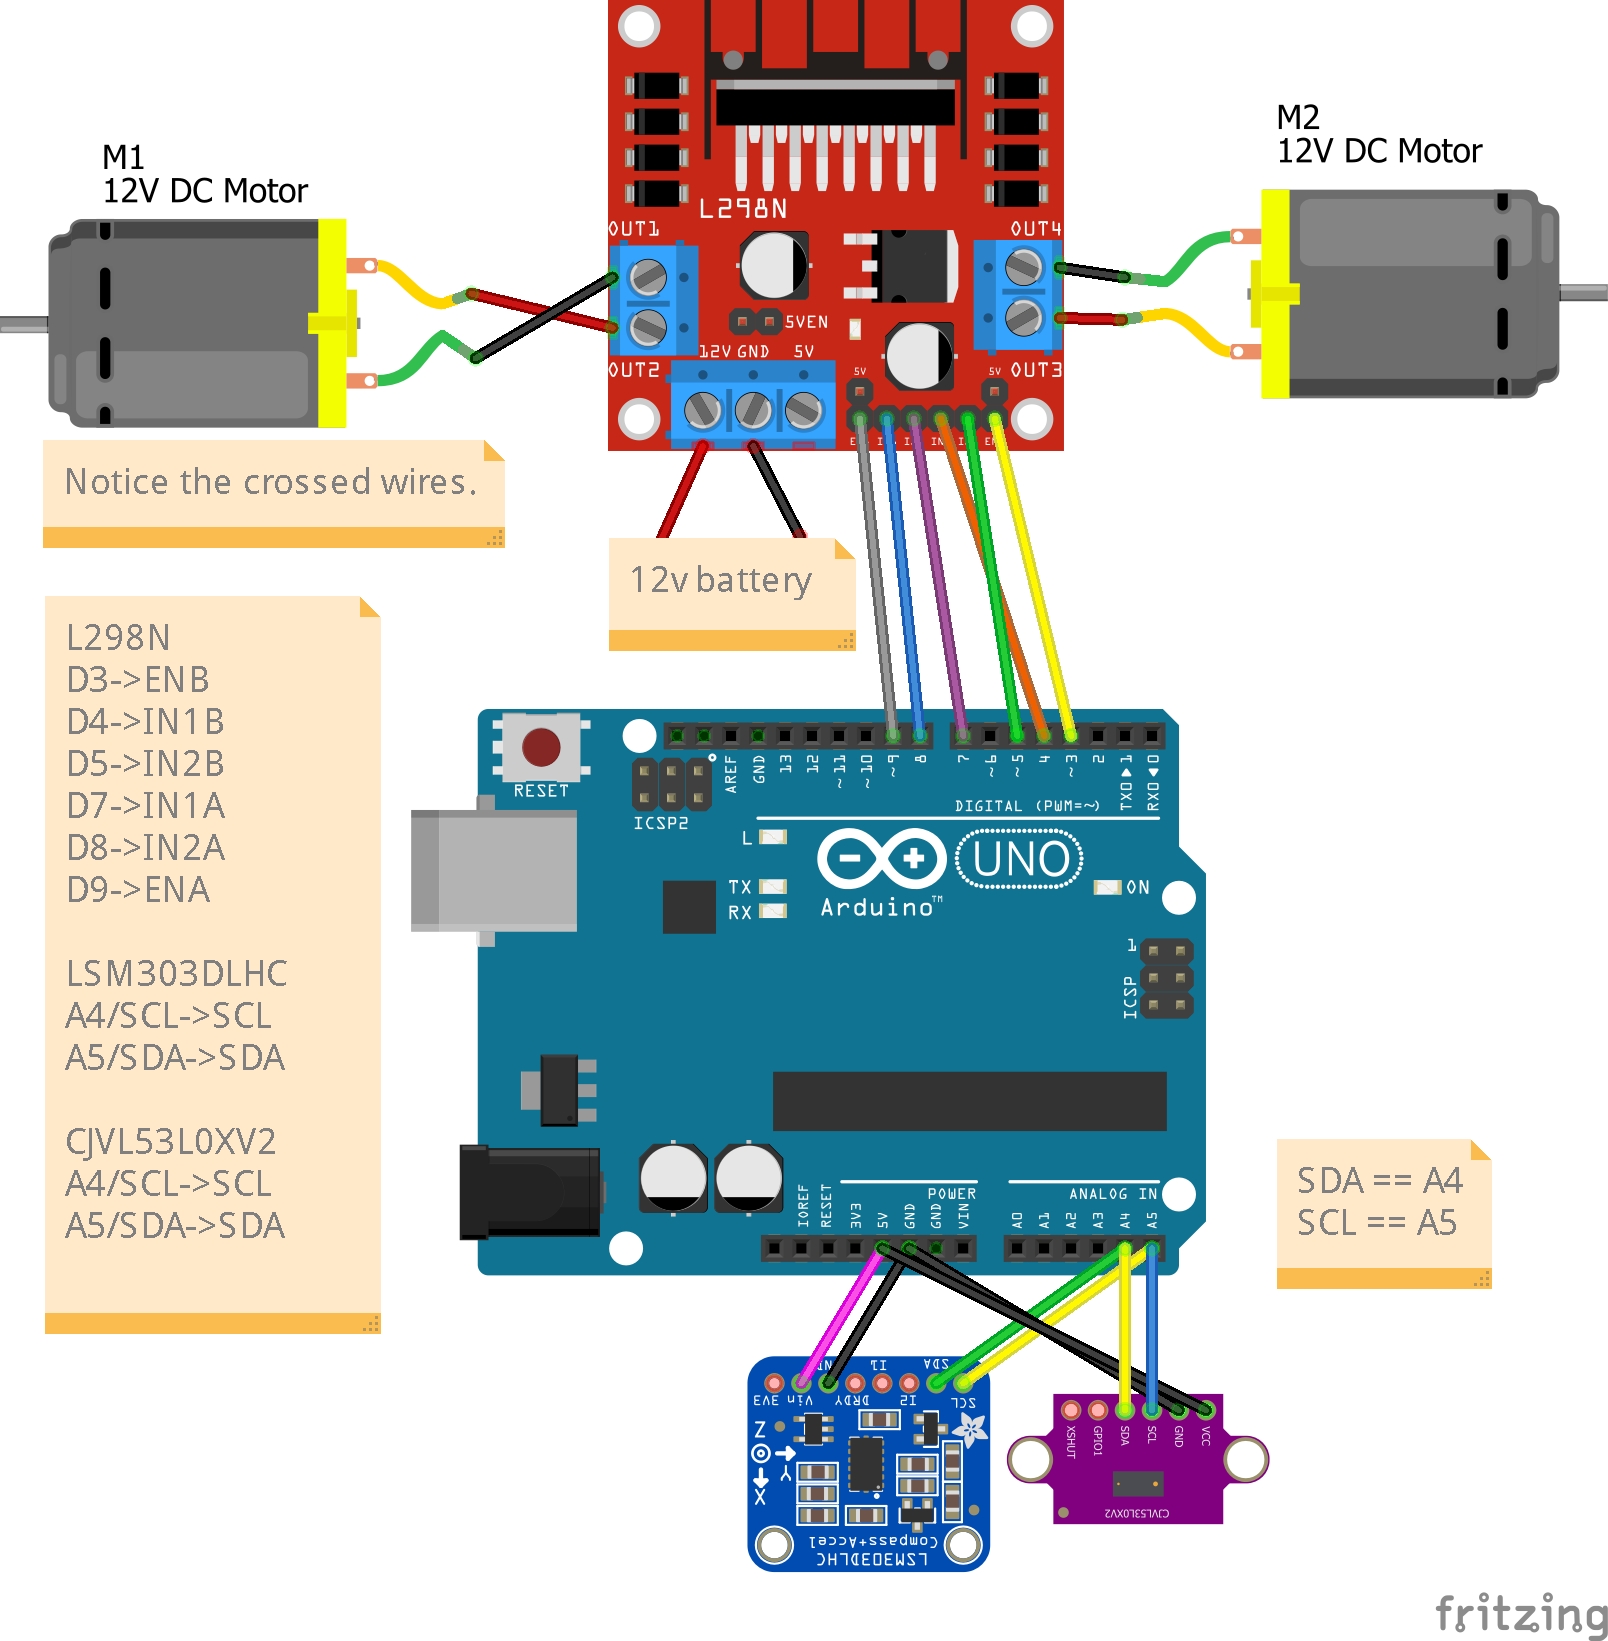 M1
12V DC Motor
M2
12V DC Motor
L298N
OUT1
OUT4
5VEN
12V GND 5V
OUT2
5V
5V
OUT3
Notice the crossed wires.
12v battery
L298N
D3->ENB
D4->IN1B
D5->IN2B
D7->IN1A
D8->IN2A
D9->ENA
LSM303DLHC
A4/SCL->SCL
A5/SDA->SDA
CJVL53L0XV2
A4/SCL->SCL
A5/SDA->SDA
RESET
ICSP2
AREF
GND
13
12
~11
~10
~9
8
7
~6
~5
4
~3
2
TX0▶1
RX0◀0
DIGITAL (PWM=~)
L
TX
RX
Arduino™
UNO
ON
1
ICSP
IOREF
RESET
3V3
5V
GND
GND
VIN
POWER
A0
A1
A2
A3
A4
A5
ANALOG IN
SDA == A4
SCL == A5
3V3
Vin
DRDY
I1
I2
SDA
SCL
Z
Y
X
Compass+Accel
LSM303DLHC
XSHUT
GPIO1
SDA
SCL
GND
VCC
CJVL53L0XV2
fritzing